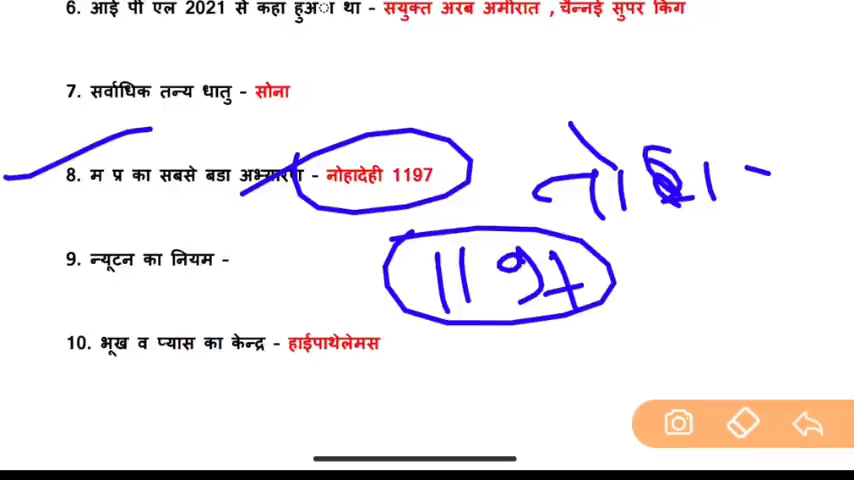 6. आई पी एल 2021 से कहा हुअा था - सयुक्त अरब अमीरात , चैन्नई सुपर किंग
7. सर्वाधिक तन्य धातु - सोना
8. म प्र का सबसे बडा अभ्यारण - नोहादेही 1197
1197
9. न्यूटन का नियम -
10. भूख व प्यास का केन्द्र - हाईपाथेलेमस